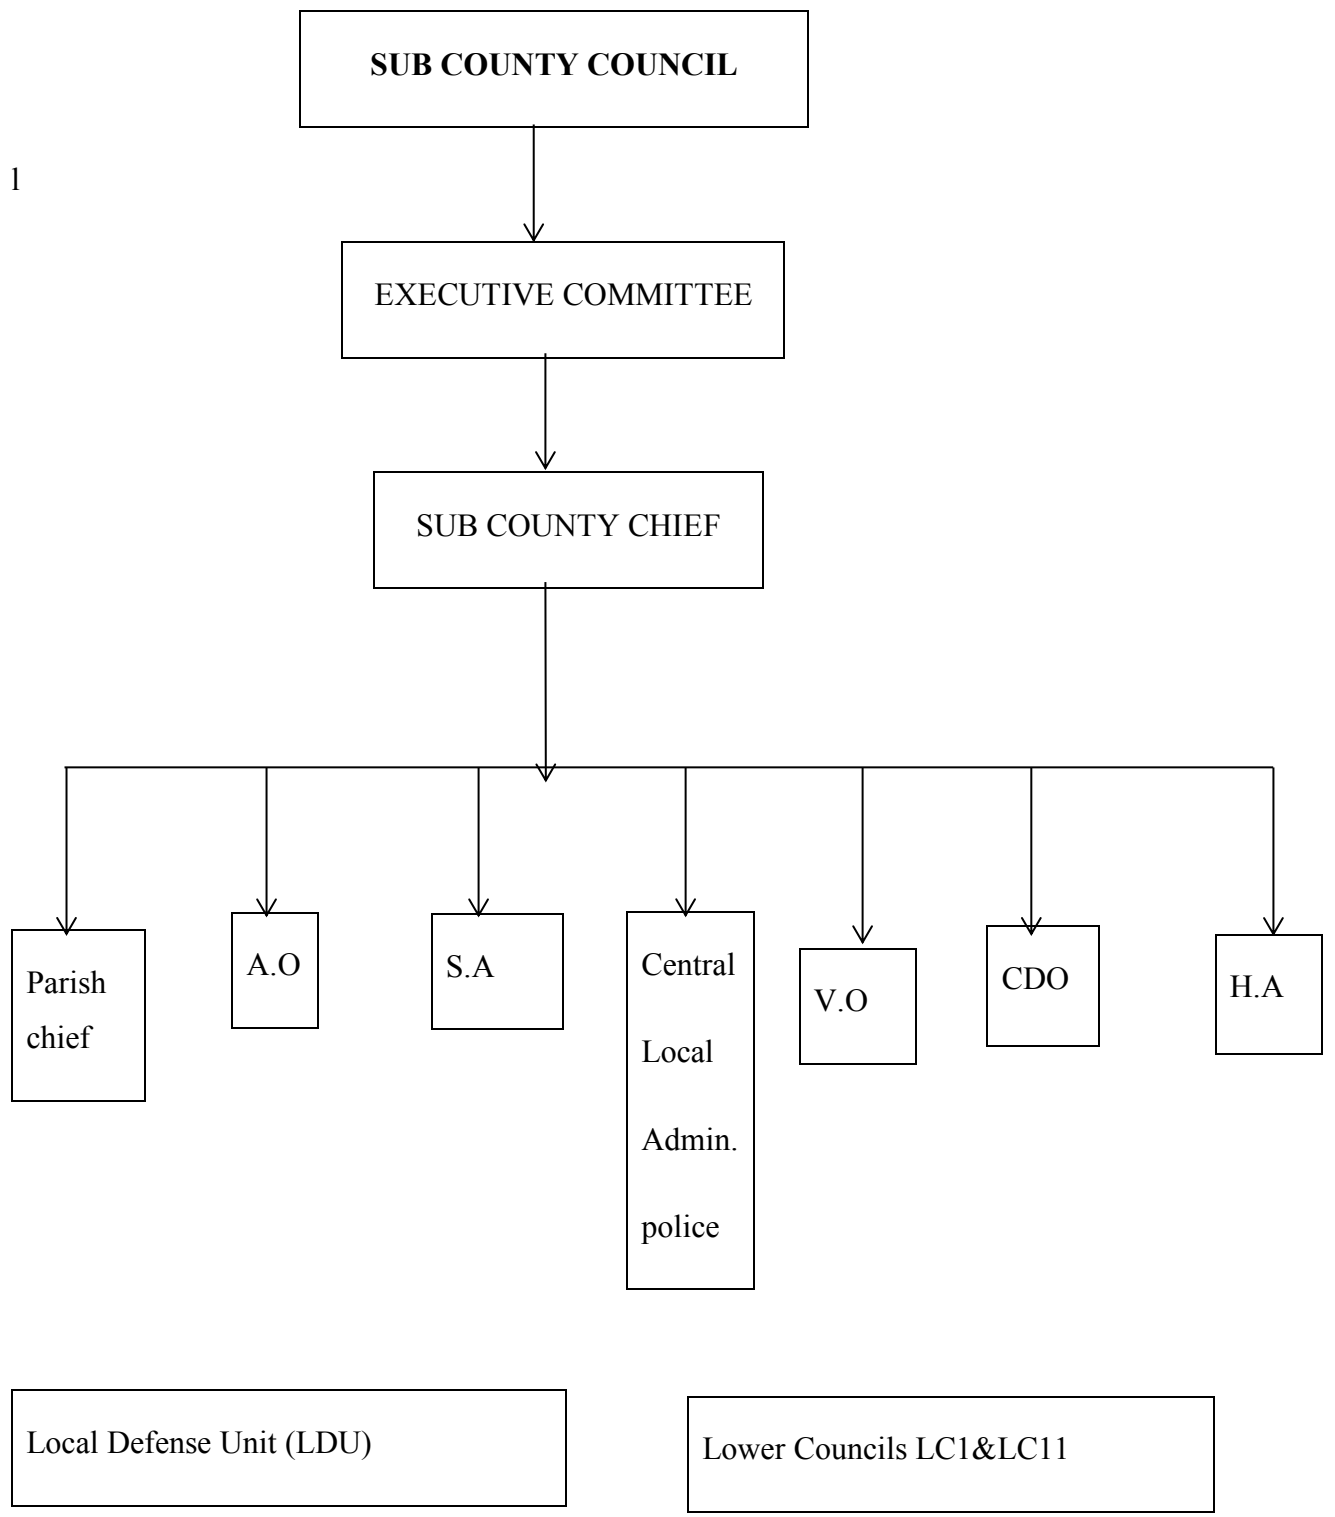 SUB COUNTY COUNCIL
l
EXECUTIVE COMMITTEE
SUB COUNTY CHIEF
Parish
chief
A.O
S.A
Central
Local
Admin.
police
V.O
CDO
H.A
Local Defense Unit (LDU)
Lower Councils LC1&LC11